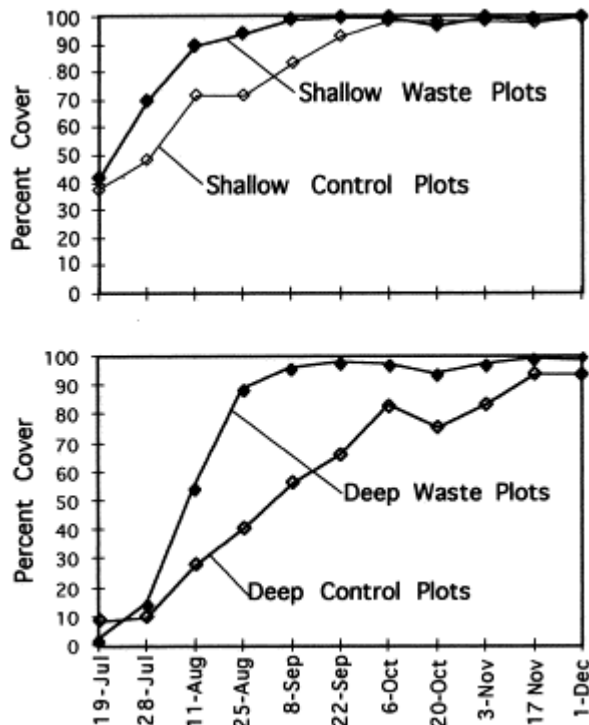 100
90
80
70
60
50
40
30
20
10
0
Percent Cover
Shallow Waste Plots
Shallow Control Plots
100
90
80
70
60
50
40
30
20
10
0
Percent Cover
Deep Waste Plots
Deep Control Plots
19-Jul
28-Jul
11-Aug
25-Aug
8-Sep
22-Sep
6-Oct
20-Oct
3-Nov
17 Nov
1-Dec